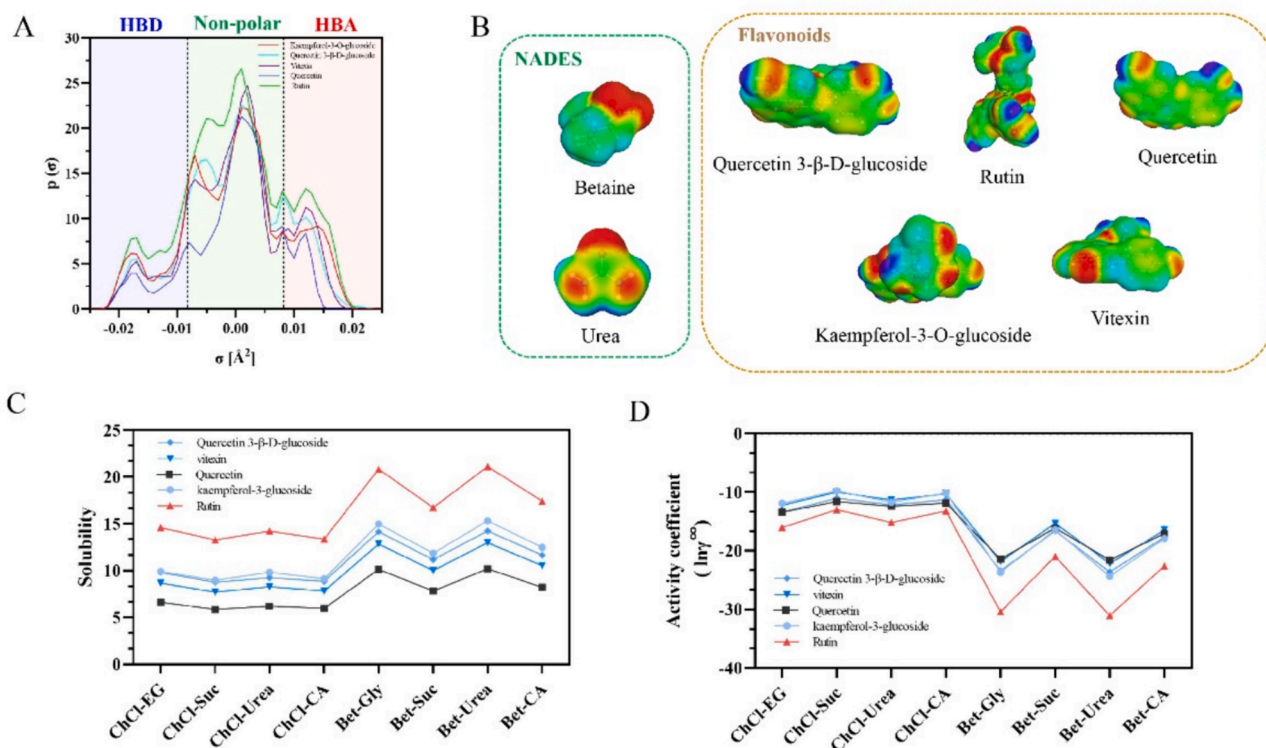 A
HBD Non-polar HBA
30
25
20
15
10
5
0
p (σ)
Kaempferol-3-O-glucoside
Quercetin 3-β-D-glucoside
Vitexin
Quercetin
Rutin
-0.02 -0.01 0.00 0.01 0.02
σ [Å²]
B
NADES
Betaine
Urea
Flavonoids
Quercetin 3-β-D-glucoside
Rutin
Quercetin
Kaempferol-3-O-glucoside
Vitexin
C
25
20
15
10
5
0
Solubility
Quercetin 3-β-D-glucoside
vitexin
Quercetin
kaempferol-3-glucoside
Rutin
ChCl-EG
ChCl-Suc
ChCl-Urea
ChCl-CA
Bet-Gly
Bet-Suc
Bet-Urea
Bet-CA
D
0
-10
-20
-30
-40
Activity coefficient
( lnγ∞)
Quercetin 3-β-D-glucoside
vitexin
Quercetin
kaempferol-3-glucoside
Rutin
ChCl-EG
ChCl-Suc
ChCl-Urea
ChCl-CA
Bet-Gly
Bet-Suc
Bet-Urea
Bet-CA